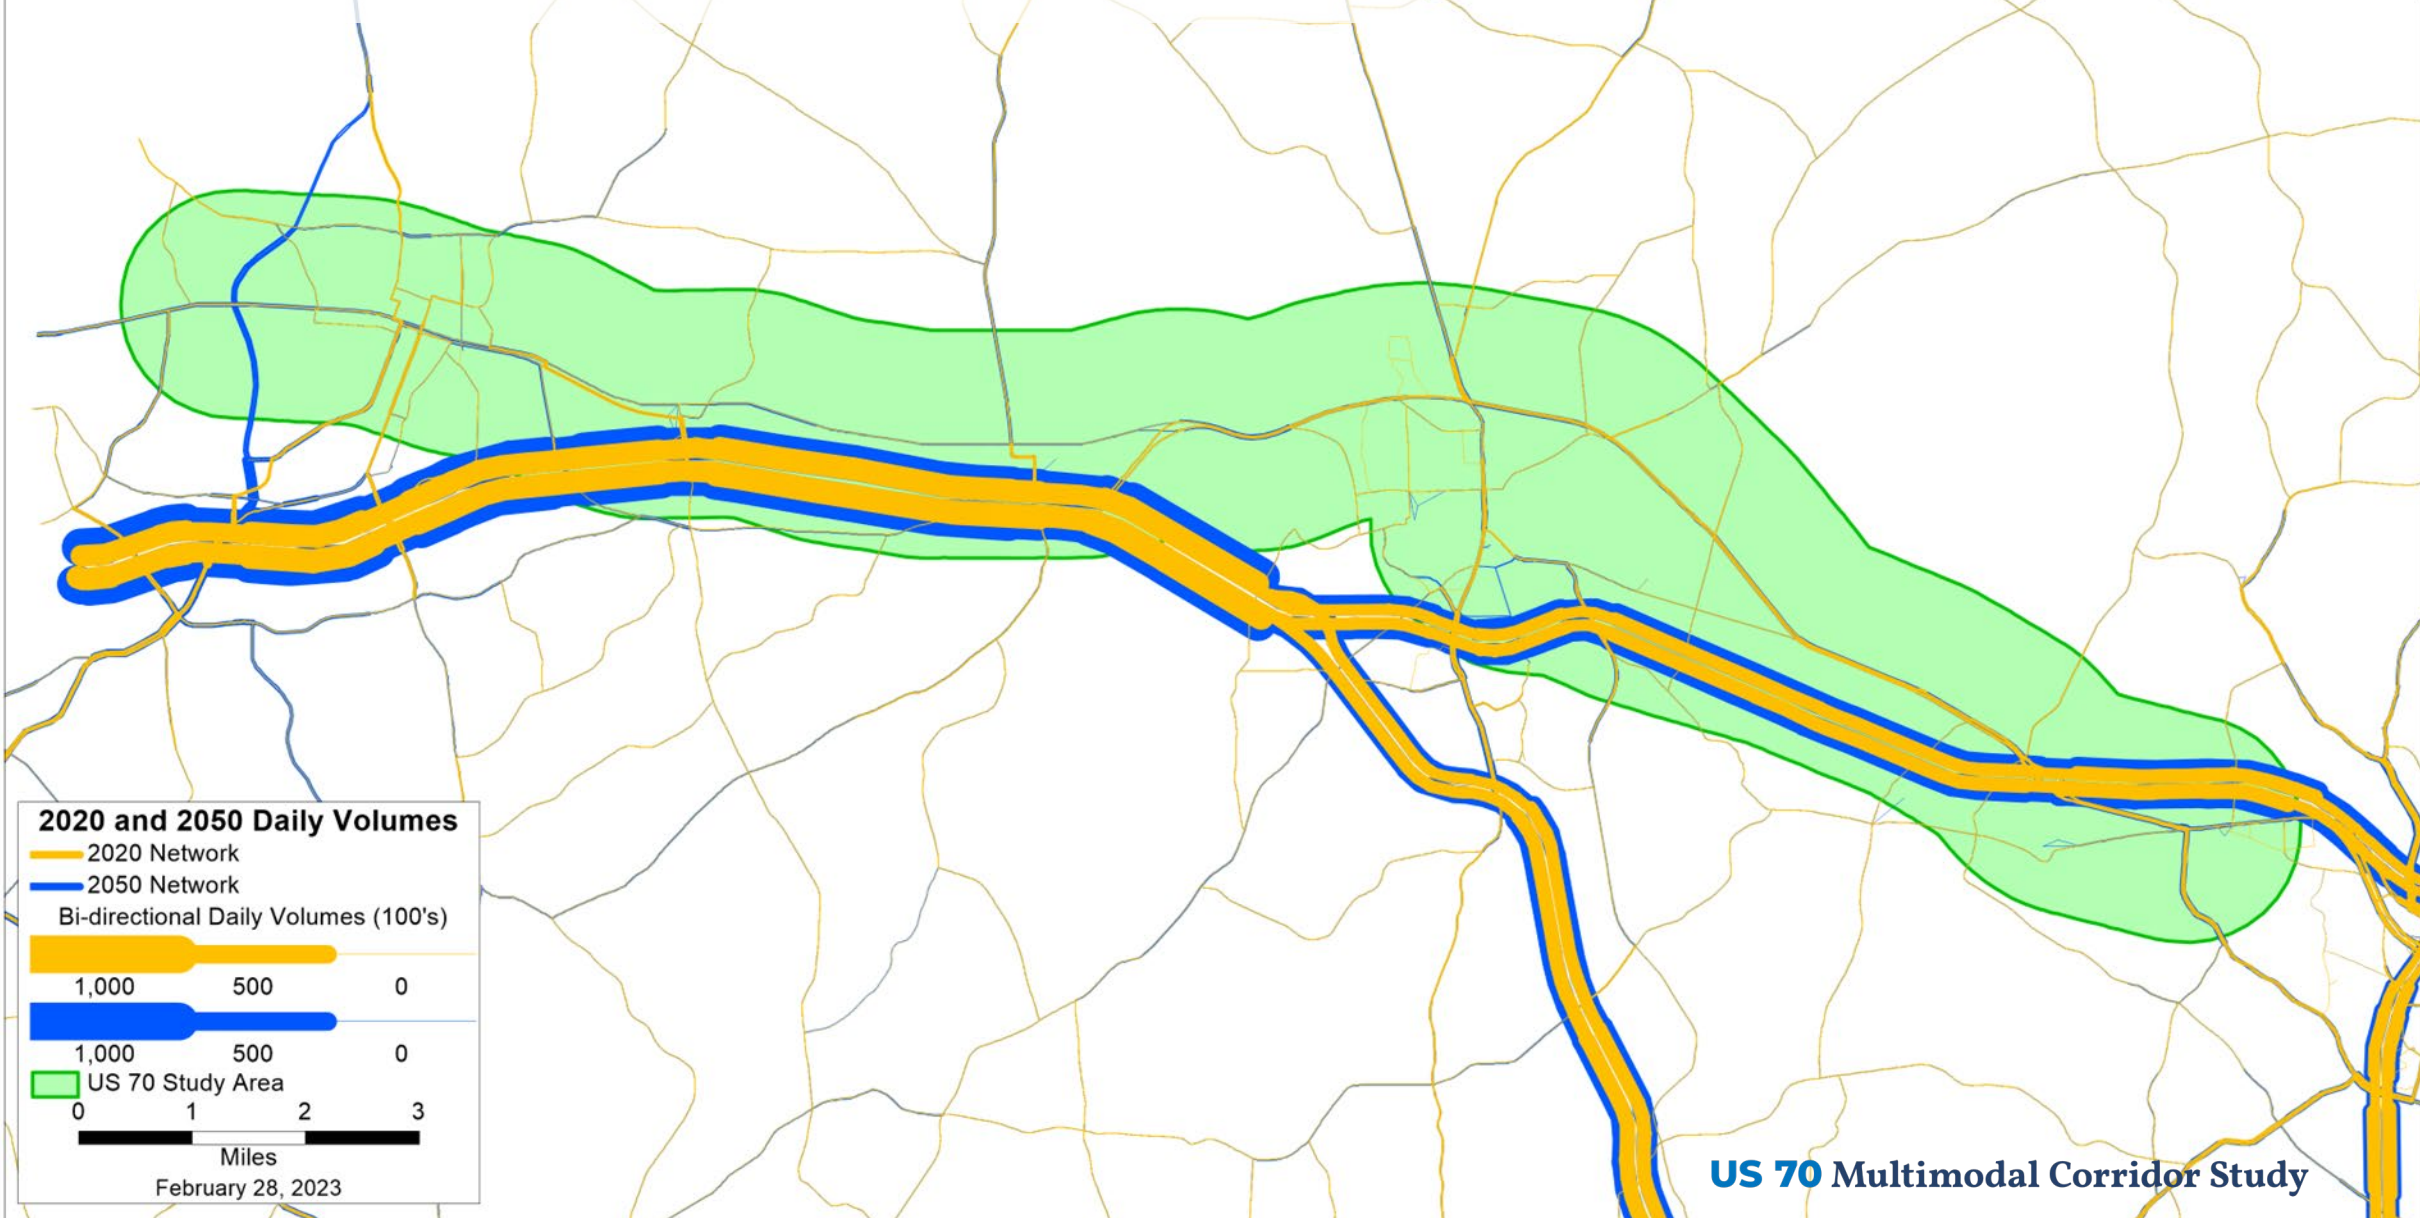 2020 and 2050 Daily Volumes
2020 Network
2050 Network
Bi-directional Daily Volumes (100's)
1,000 500 0
1,000 500 0
US 70 Study Area
0 1 2 3
Miles
February 28, 2023
US 70 Multimodal Corridor Study